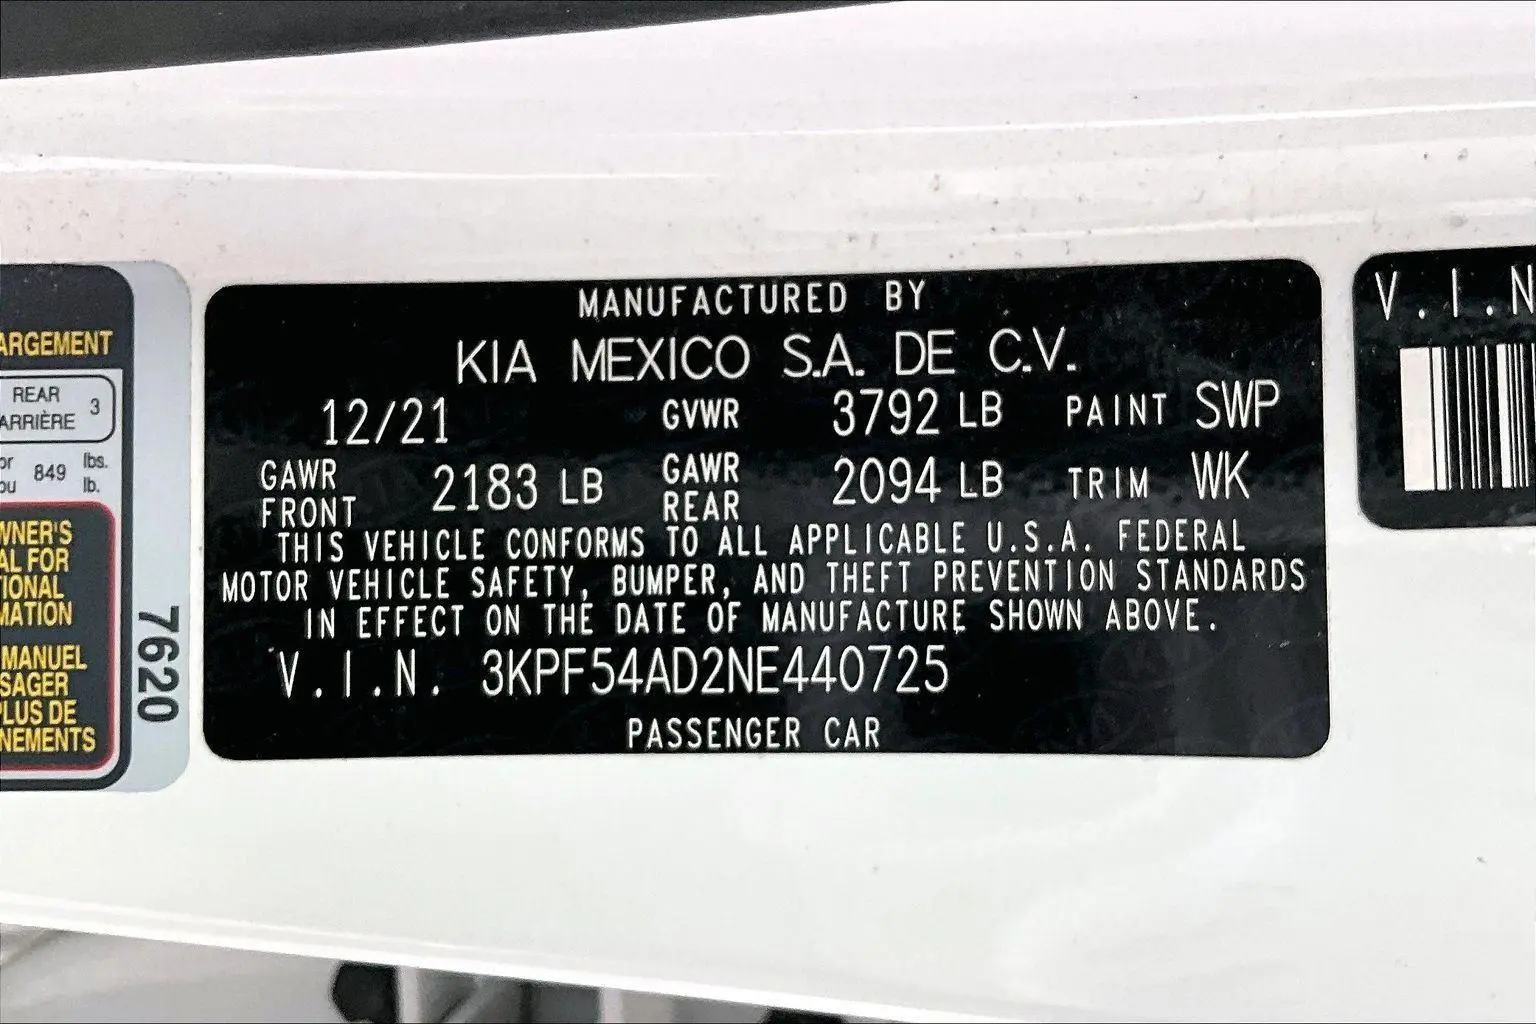 ARGEMENT
REAR
ARRIÈRE 3
or 849 lbs.
ou lb.
WNER'S
AL FOR
TIONAL
MATION
MANUEL
SAGER
PLUS DE
NEMENTS
7620
MANUFACTURED BY
KIA MEXICO S.A. DE C.V.
12/21 GVWR 3792 LB PAINT SWP
GAWR FRONT 2183 LB GAWR REAR 2094 LB TRIM WK
THIS VEHICLE CONFORMS TO ALL APPLICABLE U.S.A. FEDERAL
MOTOR VEHICLE SAFETY, BUMPER, AND THEFT PREVENTION STANDARDS
IN EFFECT ON THE DATE OF MANUFACTURE SHOWN ABOVE.
V.I.N. 3KPF54AD2NE440725
PASSENGER CAR
V.I.N